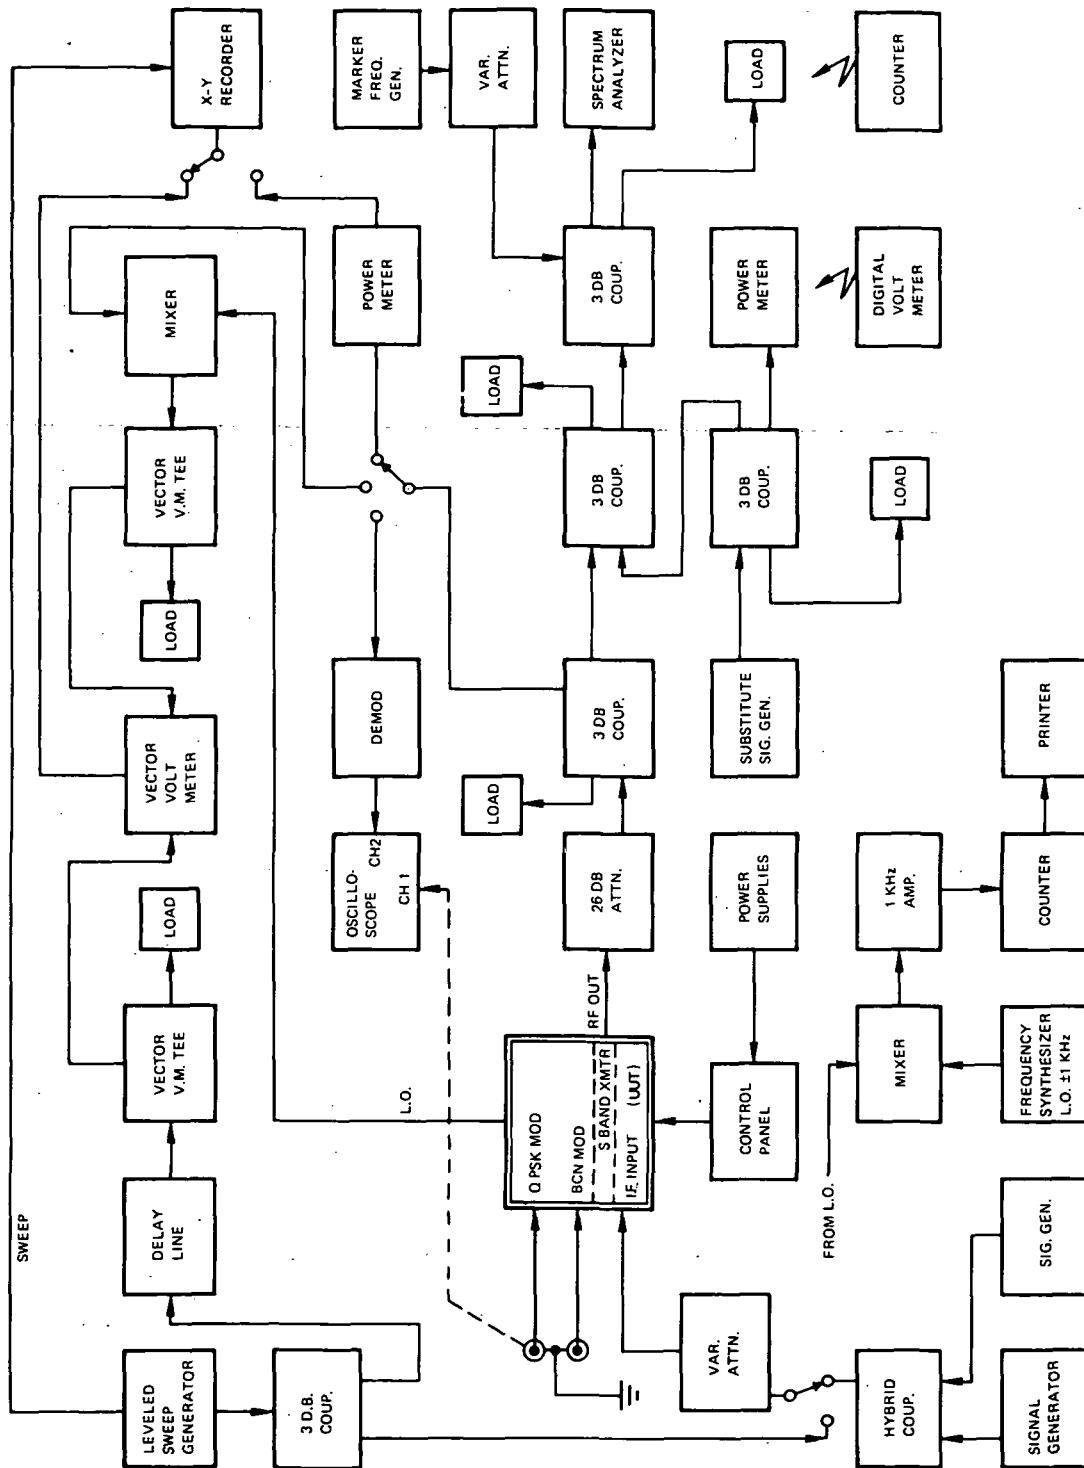 SWEEP
LEVELED
SWEEP
GENERATOR
3 D.B.
COUP.
DELAY
LINE
VECTOR
V.M. TEE
LOAD
VECTOR
VOLT
METER
LOAD
VECTOR
V.M. TEE
MIXER
X-Y
RECORDER
L.O.
OSCILLO-
SCOPE
CH2
CH 1
DEMOD
POWER
METER
MARKER
FREQ.
GEN.
VAR.
ATTN.
Q PSK MOD
BCN MOD
S BAND XMTR
I.F. INPUT (UUT)
RF OUT
26 DB
ATTN.
LOAD
3 DB
COUP.
LOAD
3 DB
COUP.
3 DB
COUP.
SPECTRUM
ANALYZER
VAR.
ATTN.
CONTROL
PANEL
POWER
SUPPLIES
SUBSTITUTE
SIG. GEN.
3 DB
COUP.
POWER
METER
LOAD
HYBRID
COUP.
FROM L.O.
MIXER
1 KHz
AMP.
LOAD
DIGITAL
VOLT
METER
COUNTER
SIGNAL
GENERATOR
SIG. GEN.
FREQUENCY
SYNTHESIZER
L.O. ±1 KHz
COUNTER
PRINTER